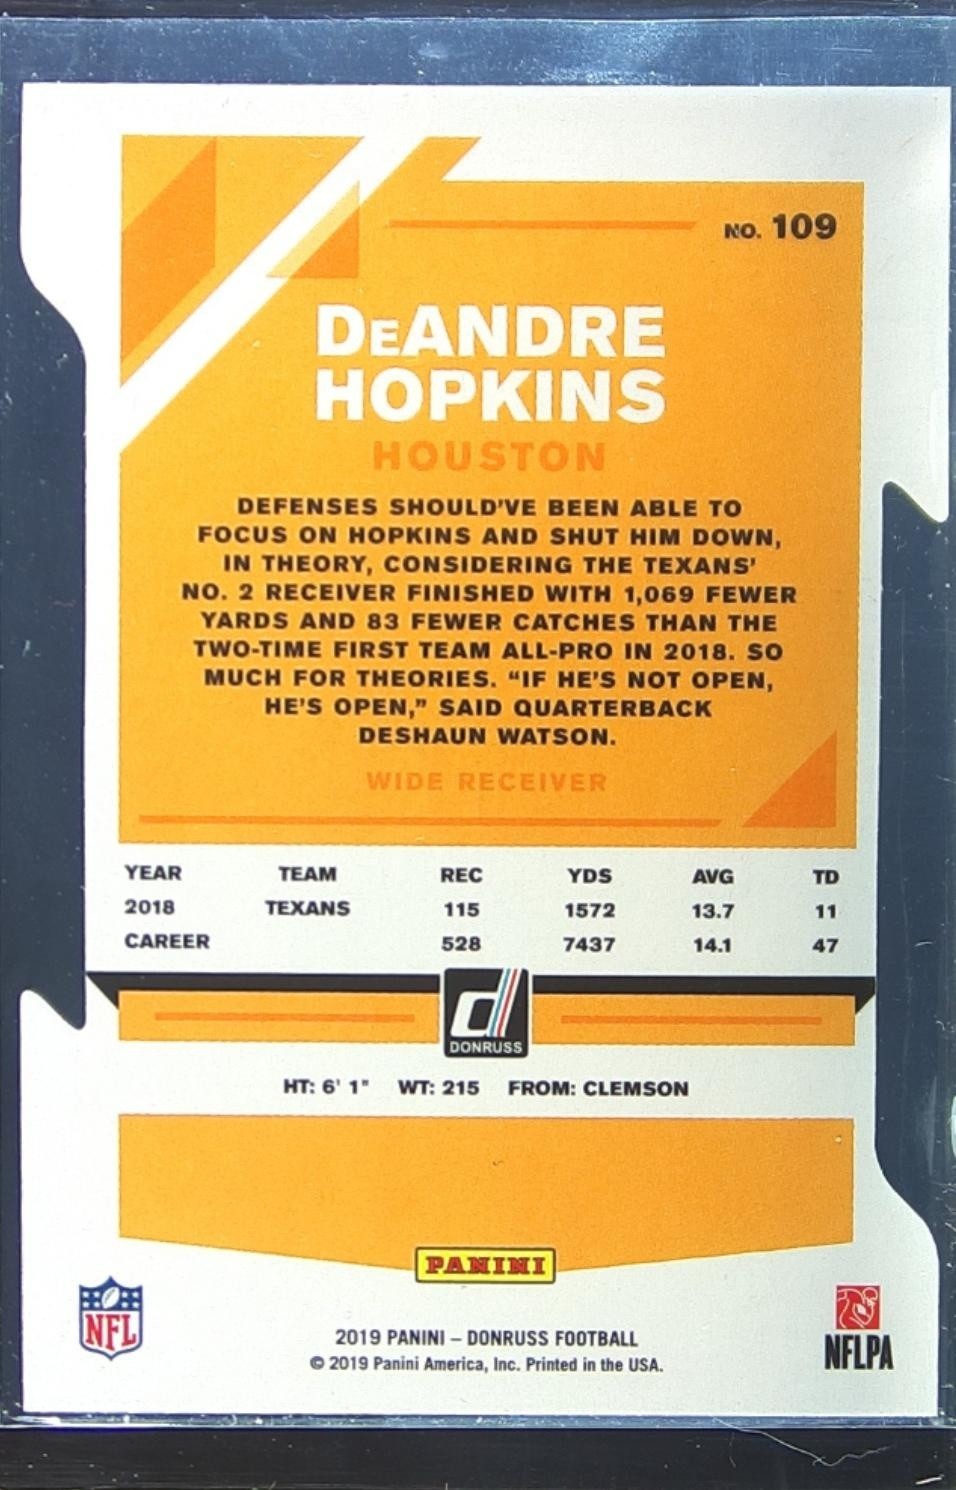 NO. 109
DeANDRE
HOPKINS
HOUSTON
DEFENSES SHOULD'VE BEEN ABLE TO
FOCUS ON HOPKINS AND SHUT HIM DOWN,
IN THEORY, CONSIDERING THE TEXANS'
NO. 2 RECEIVER FINISHED WITH 1,069 FEWER
YARDS AND 83 FEWER CATCHES THAN THE
TWO-TIME FIRST TEAM ALL-PRO IN 2018. SO
MUCH FOR THEORIES. “IF HE'S NOT OPEN,
HE'S OPEN,” SAID QUARTERBACK
DESHAUN WATSON.
WIDE RECEIVER
YEAR TEAM REC YDS AVG TD
2018 TEXANS 115 1572 13.7 11
CAREER 528 7437 14.1 47
d
DONRUSS
HT: 6' 1" WT: 215 FROM: CLEMSON
PANINI
NFL
NFLPA
2019 PANINI – DONRUSS FOOTBALL
© 2019 Panini America, Inc. Printed in the USA.